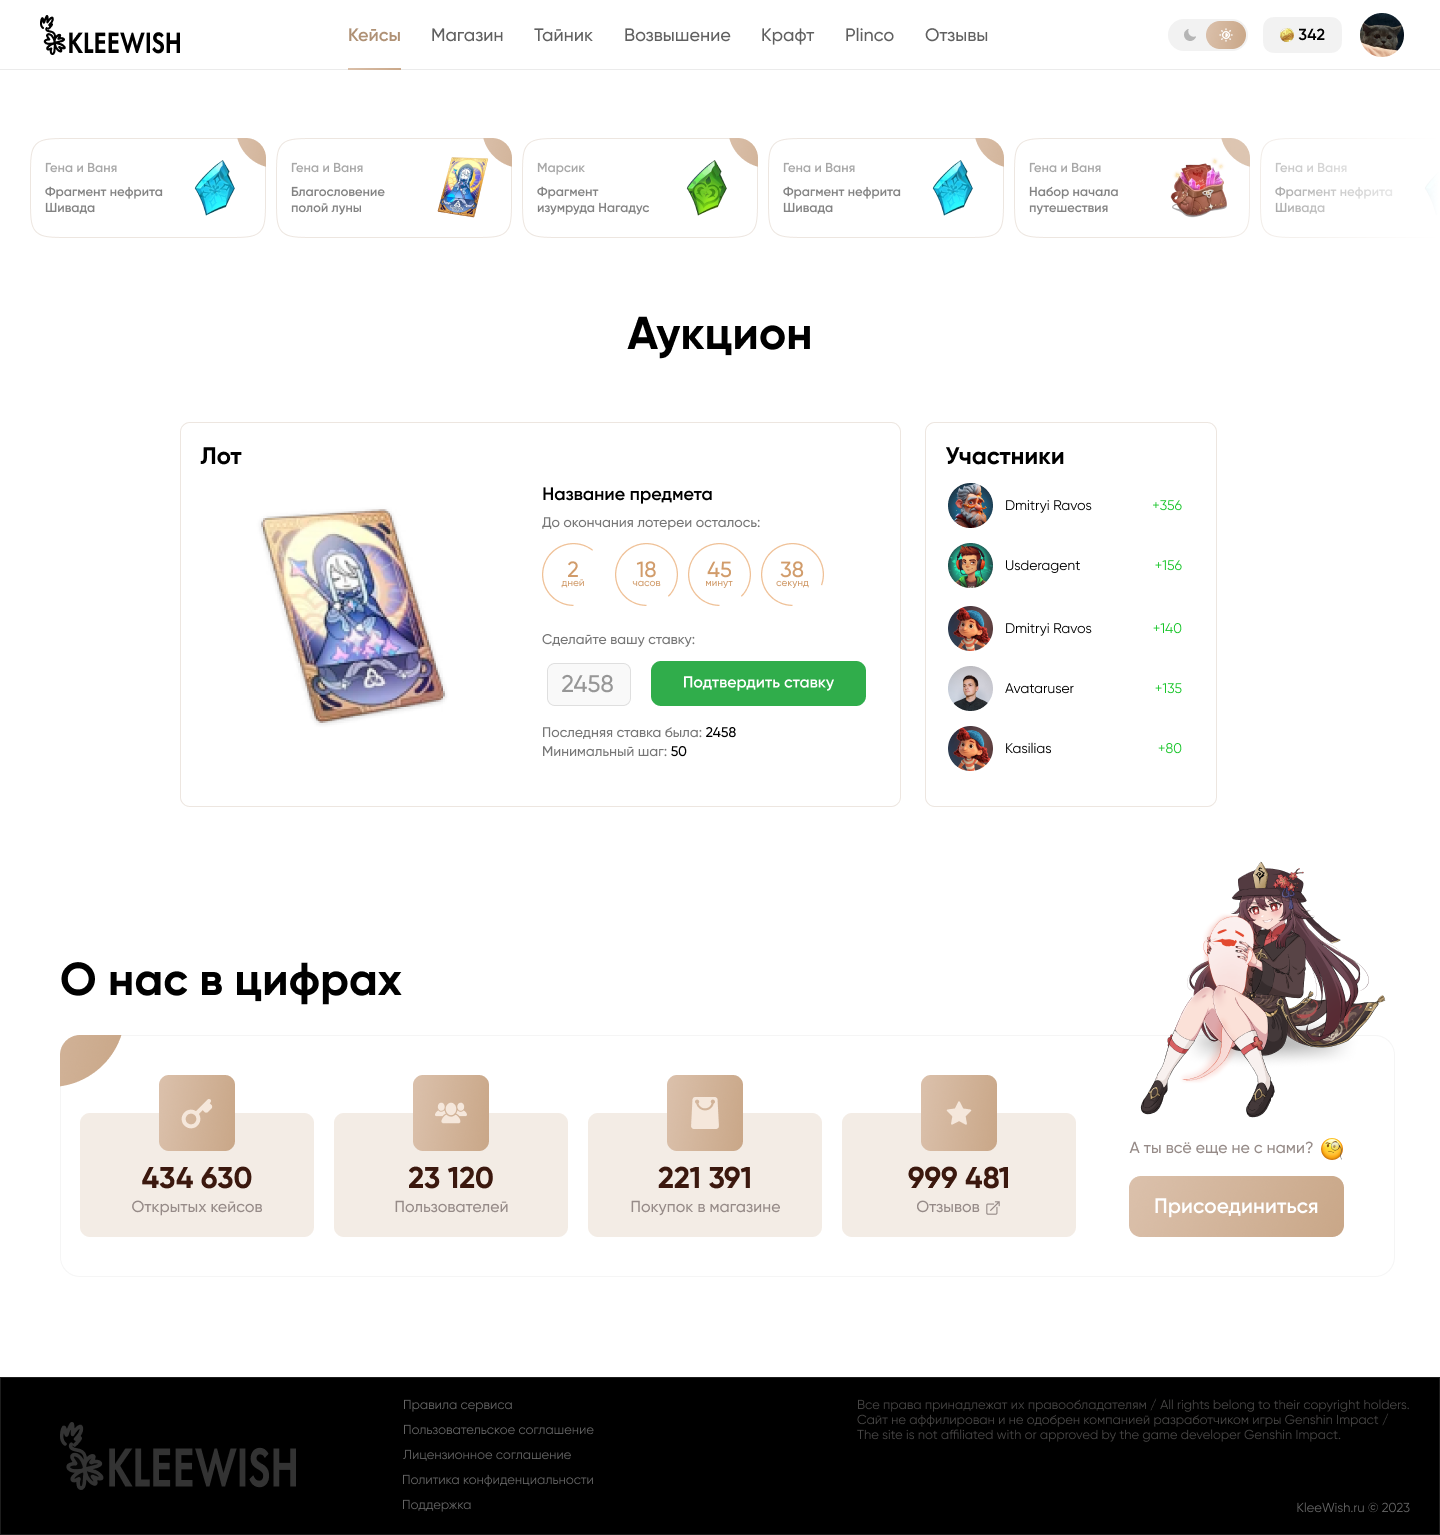 KLEEWISH
Кейсы
Магазин
Тайник
Возвышение
Крафт
Plinco
Отзывы
342
Гена и Ваня
Фрагмент нефрита
Шивада
Гена и Ваня
Благословение
полой луны
Марсик
Фрагмент
изумруда Нагадус
Гена и Ваня
Фрагмент нефрита
Шивада
Гена и Ваня
Набор начала
путешествия
Гена и Ваня
Фрагмент нефрита
Шивада
Аукцион
Лот
Название предмета
До окончания лотереи осталось:
2
дней
18
часов
45
минут
38
секунд
Сделайте вашу ставку:
2458
Подтвердить ставку
Последняя ставка была: 2458
Минимальный шаг: 50
Участники
Dmitryi Ravos +356
Usderagent +156
Dmitryi Ravos +140
Avataruser +135
Kasilias +80
О нас в цифрах
434 630
Открытых кейсов
23 120
Пользователей
221 391
Покупок в магазине
999 481
Отзывов
А ты всё еще не с нами?
Присоединиться
KLEEWISH
Правила сервиса
Пользовательское соглашение
Лицензионное соглашение
Политика конфиденциальности
Поддержка
Все права принадлежат их правообладателям / All rights belong to their copyright holders.
Сайт не аффилирован и не одобрен компанией разработчиком игры Genshin Impact /
The site is not affiliated with or approved by the game developer Genshin Impact.
KleeWish.ru © 2023